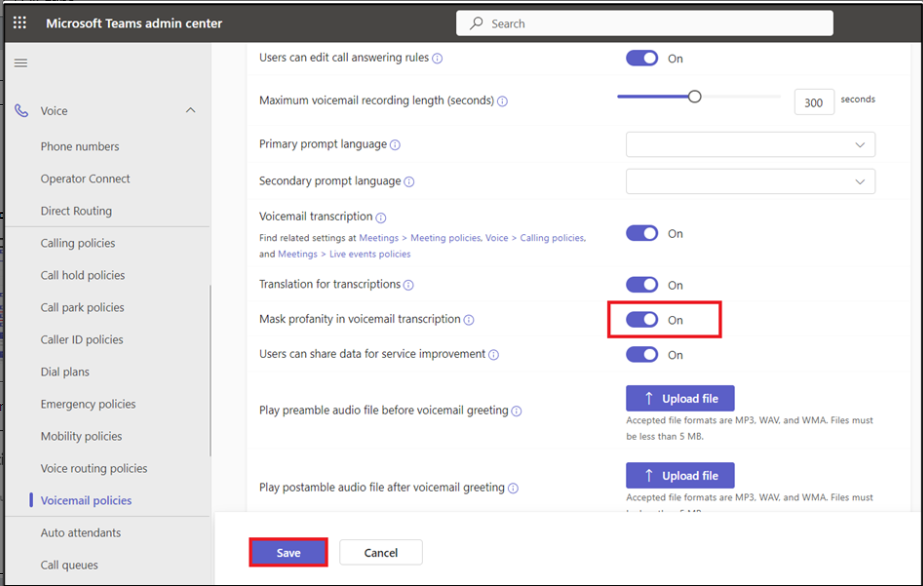 Microsoft Teams admin center
Search
Voice
Phone numbers
Operator Connect
Direct Routing
Calling policies
Call hold policies
Call park policies
Caller ID policies
Dial plans
Emergency policies
Mobility policies
Voice routing policies
Voicemail policies
Auto attendants
Call queues
Users can edit call answering rules
On
Maximum voicemail recording length (seconds)
300
seconds
Primary prompt language
Secondary prompt language
Voicemail transcription
Find related settings at Meetings > Meeting policies, Voice > Calling policies,
and Meetings > Live events policies
On
Translation for transcriptions
On
Mask profanity in voicemail transcription
On
Users can share data for service improvement
On
Play preamble audio file before voicemail greeting
Upload file
Accepted file formats are MP3, WAV, and WMA. Files must
be less than 5 MB.
Play postamble audio file after voicemail greeting
Upload file
Accepted file formats are MP3, WAV, and WMA. Files must
Save
Cancel